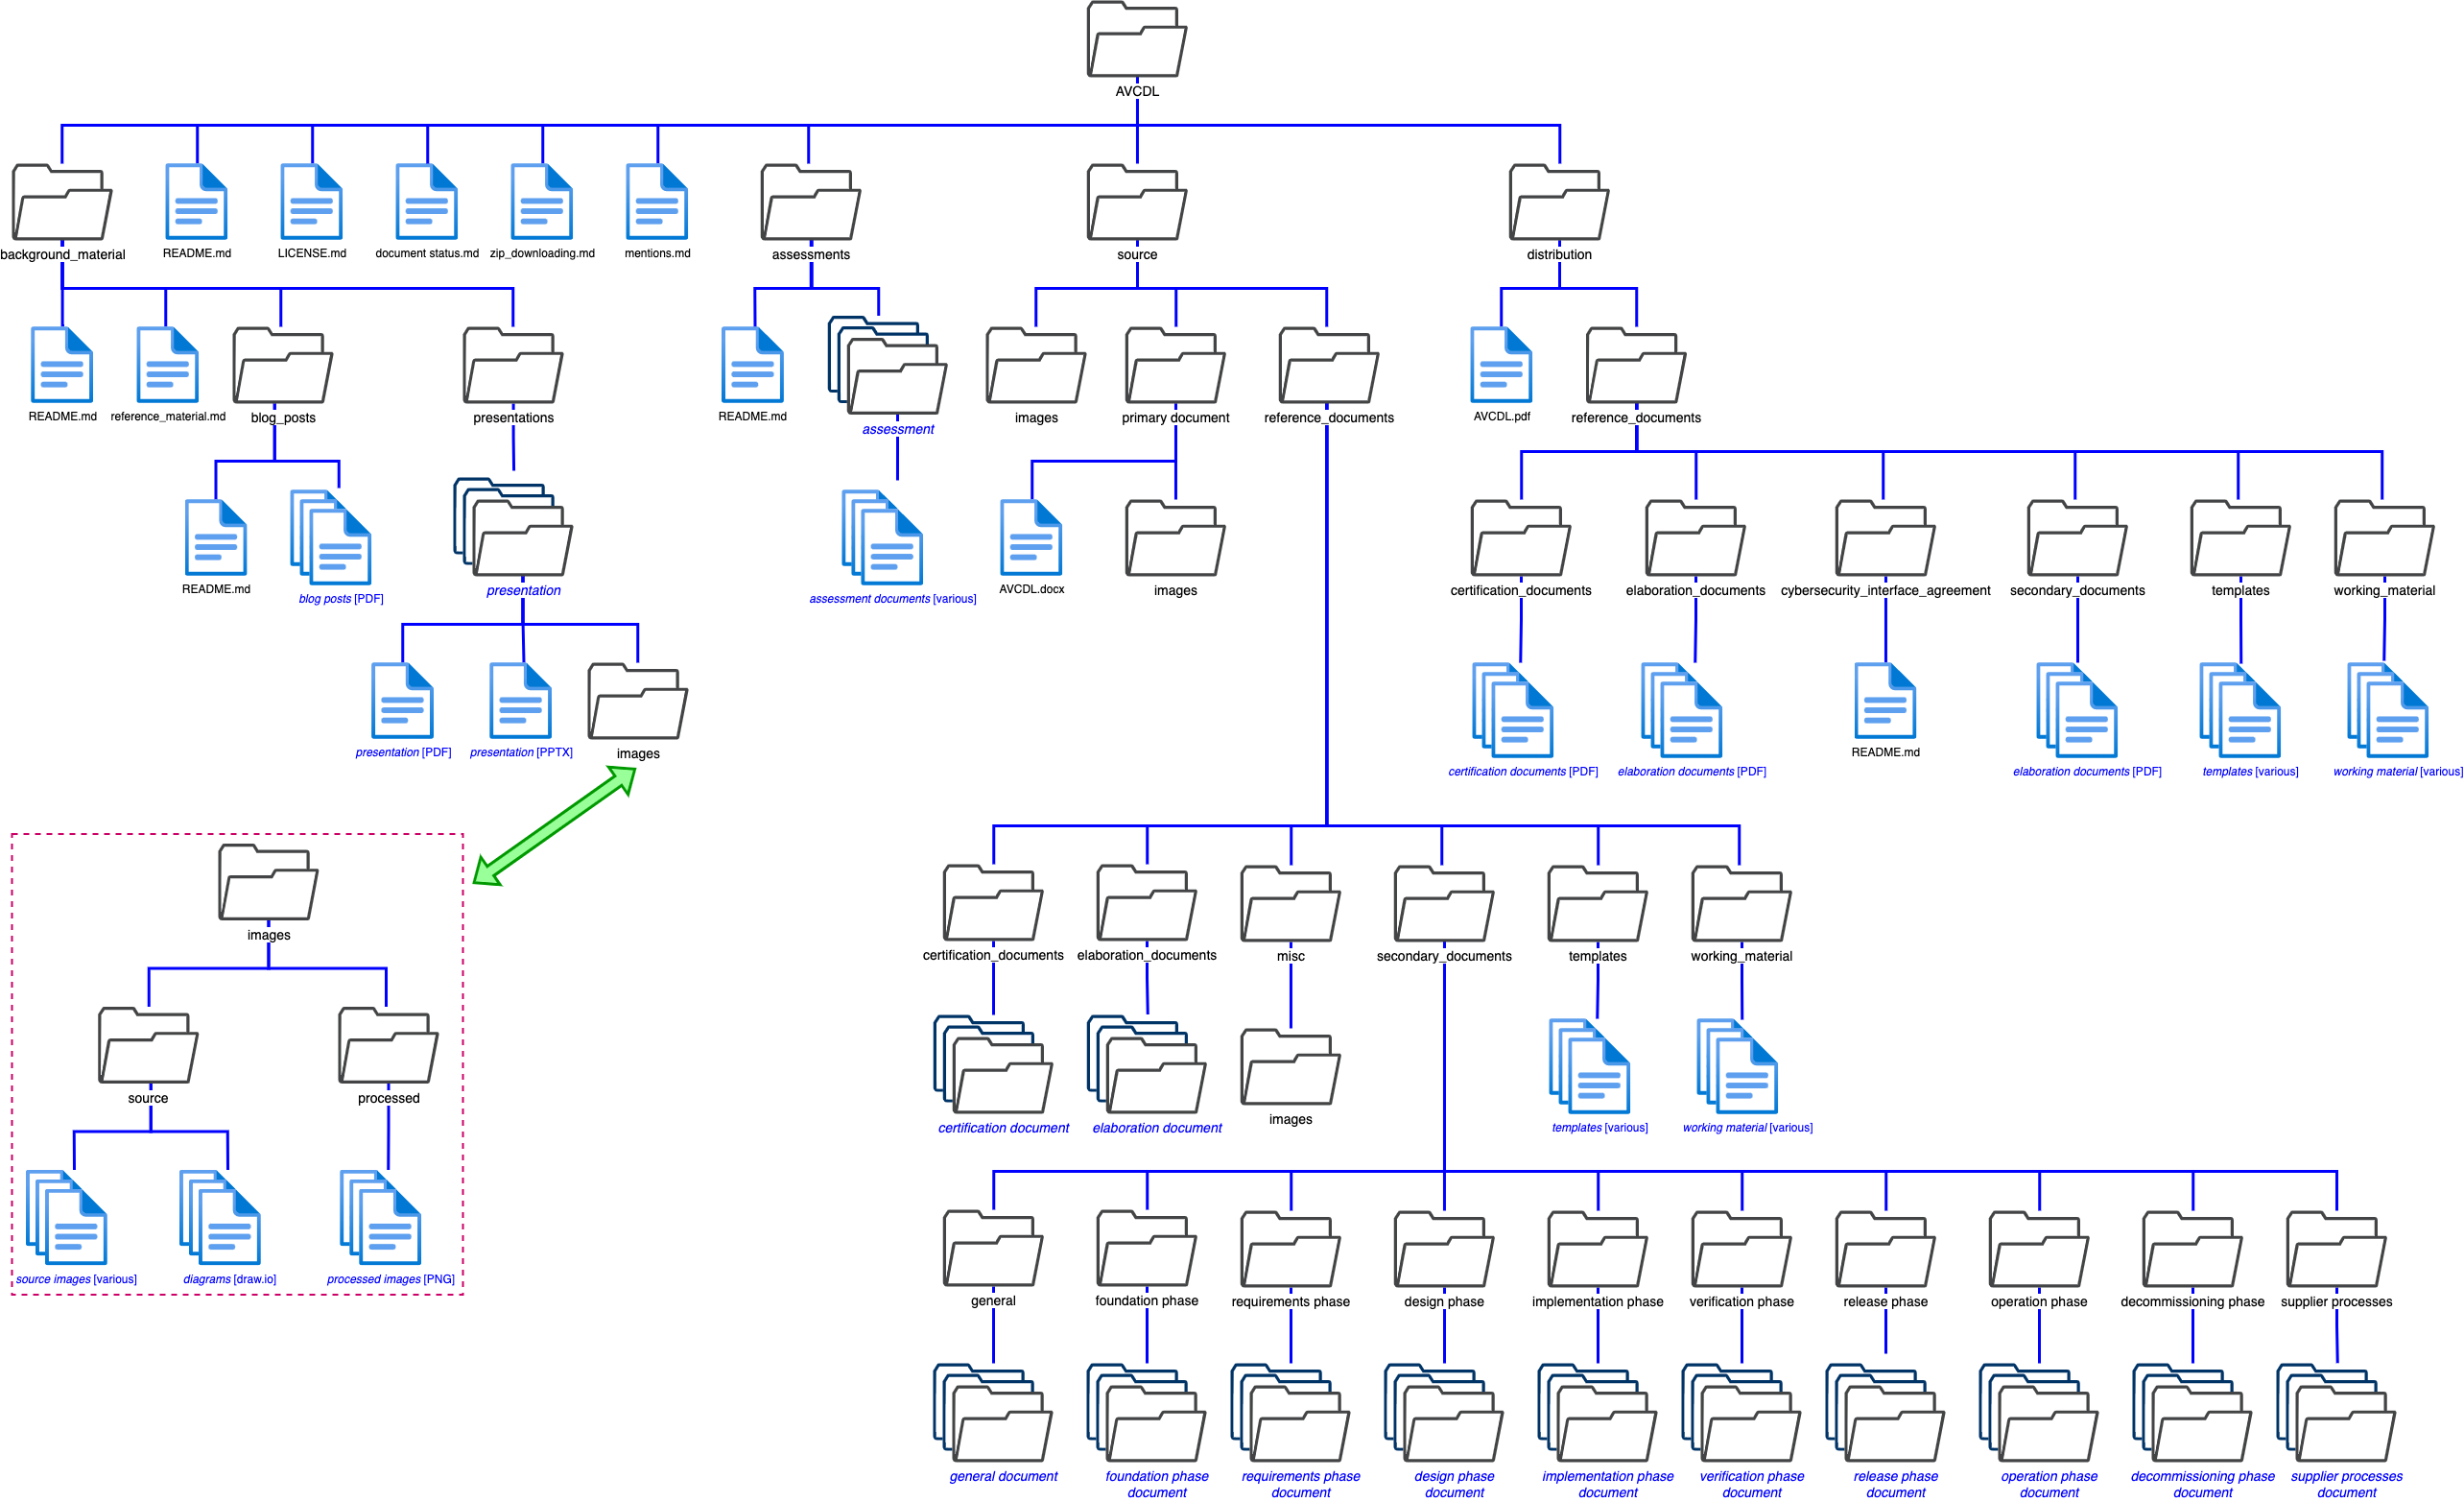 AVCDL
background_material
README.md
LICENSE.md
document status.md
zip_downloading.md
mentions.md
assessments
source
distribution
README.md
reference_material.md
blog_posts
presentations
README.md
assessment
images
primary document
reference_documents
AVCDL.pdf
reference_documents
README.md
blog posts [PDF]
presentation
assessment documents [various]
AVCDL.docx
images
certification_documents
elaboration_documents
cybersecurity_interface_agreement
secondary_documents
templates
working_material
presentation [PDF]
presentation [PPTX]
images
certification documents [PDF]
elaboration documents [PDF]
README.md
elaboration documents [PDF]
templates [various]
working material [various]
images
certification_documents
elaboration_documents
misc
secondary_documents
templates
working_material
source
processed
certification document
elaboration document
images
templates [various]
working material [various]
source images [various]
diagrams [draw.io]
processed images [PNG]
general
foundation phase
requirements phase
design phase
implementation phase
verification phase
release phase
operation phase
decommissioning phase
supplier processes
general document
foundation phase
document
requirements phase
document
design phase
document
implementation phase
document
verification phase
document
release phase
document
operation phase
document
decommissioning phase
document
supplier processes
document